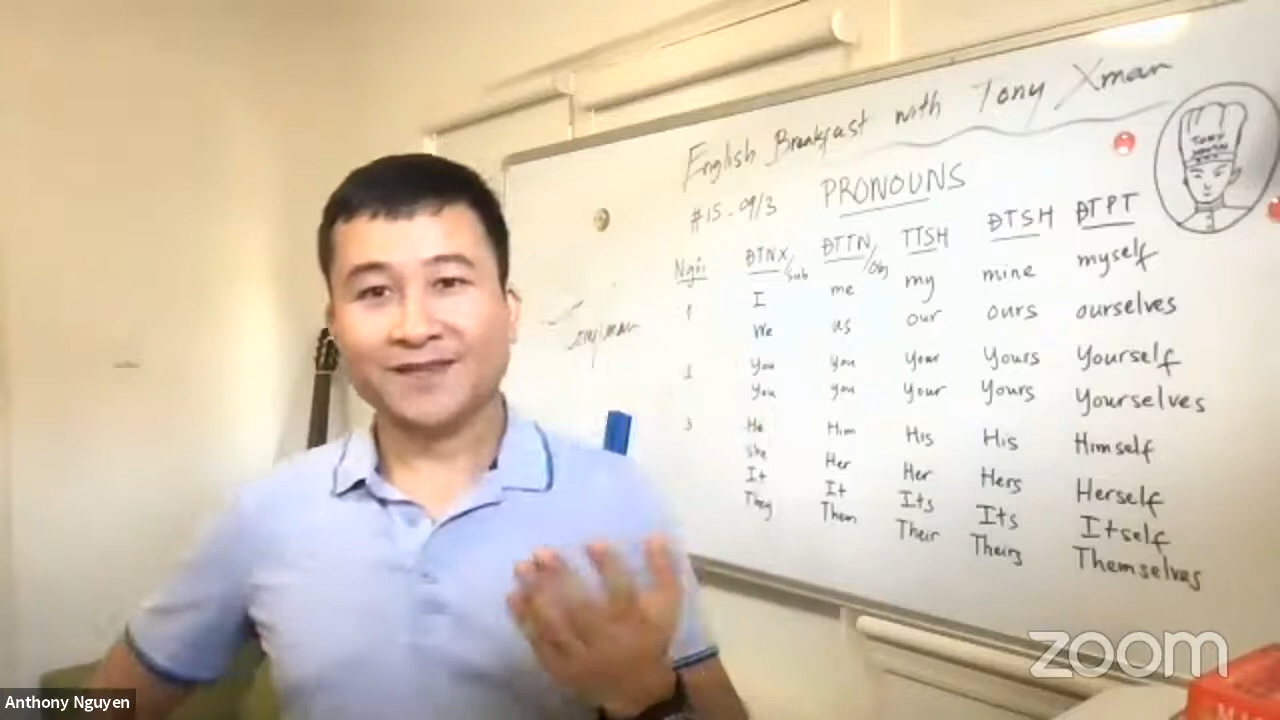 English Breakfast with Tony Xman
TONY XMAN
#15 - 09/3 PRONOUNS
Ngôi ĐTNX/Sub ĐTTN/Obj TTSH ĐTSH ĐTPT
1 I me my mine myself
We us our ours ourselves
2 You you your Yours Yourself
You you Your Yours Yourselves
3 He Him His His Himself
She Her Her Hers Herself
It It Its Its Itself
They Them Their Theirs Themselves
zoom
Anthony Nguyen